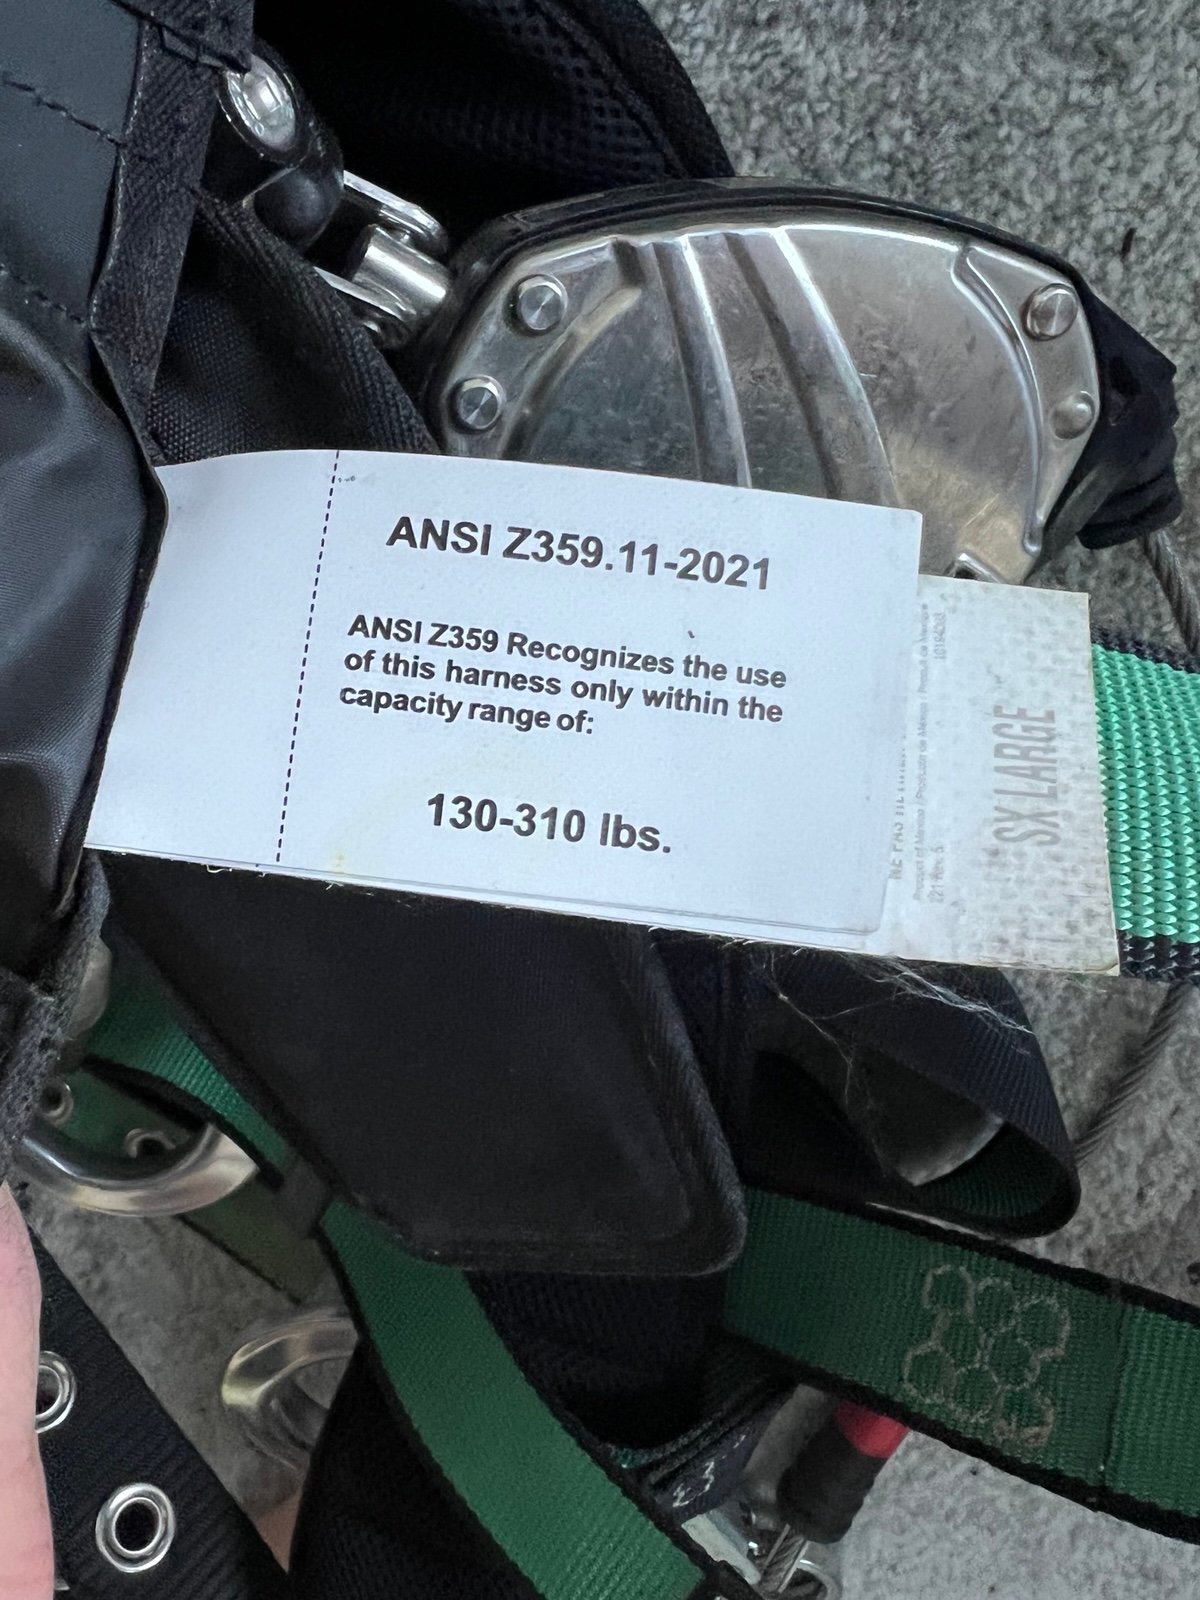 ANSI Z359.11-2021
ANSI Z359 Recognizes the use
of this harness only within the
capacity range of:
130-310 lbs.
SX LARGE